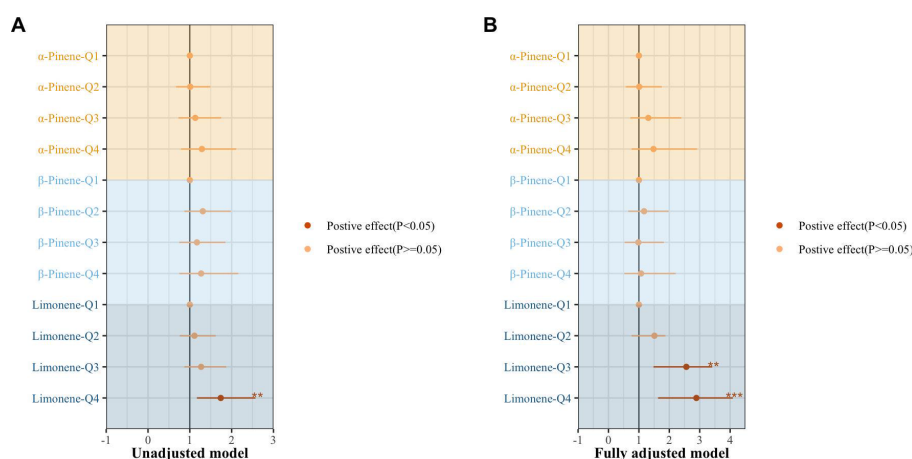 A
α-Pinene-Q1
α-Pinene-Q2
α-Pinene-Q3
α-Pinene-Q4
β-Pinene-Q1
β-Pinene-Q2
β-Pinene-Q3
β-Pinene-Q4
Limonene-Q1
Limonene-Q2
Limonene-Q3
Limonene-Q4
**
-1 0 1 2 3
Unadjusted model
Postive effect(P<0.05)
Postive effect(P>=0.05)
B
α-Pinene-Q1
α-Pinene-Q2
α-Pinene-Q3
α-Pinene-Q4
β-Pinene-Q1
β-Pinene-Q2
β-Pinene-Q3
β-Pinene-Q4
Limonene-Q1
Limonene-Q2
Limonene-Q3
**
Limonene-Q4
***
-1 0 1 2 3 4
Fully adjusted model
Postive effect(P<0.05)
Postive effect(P>=0.05)